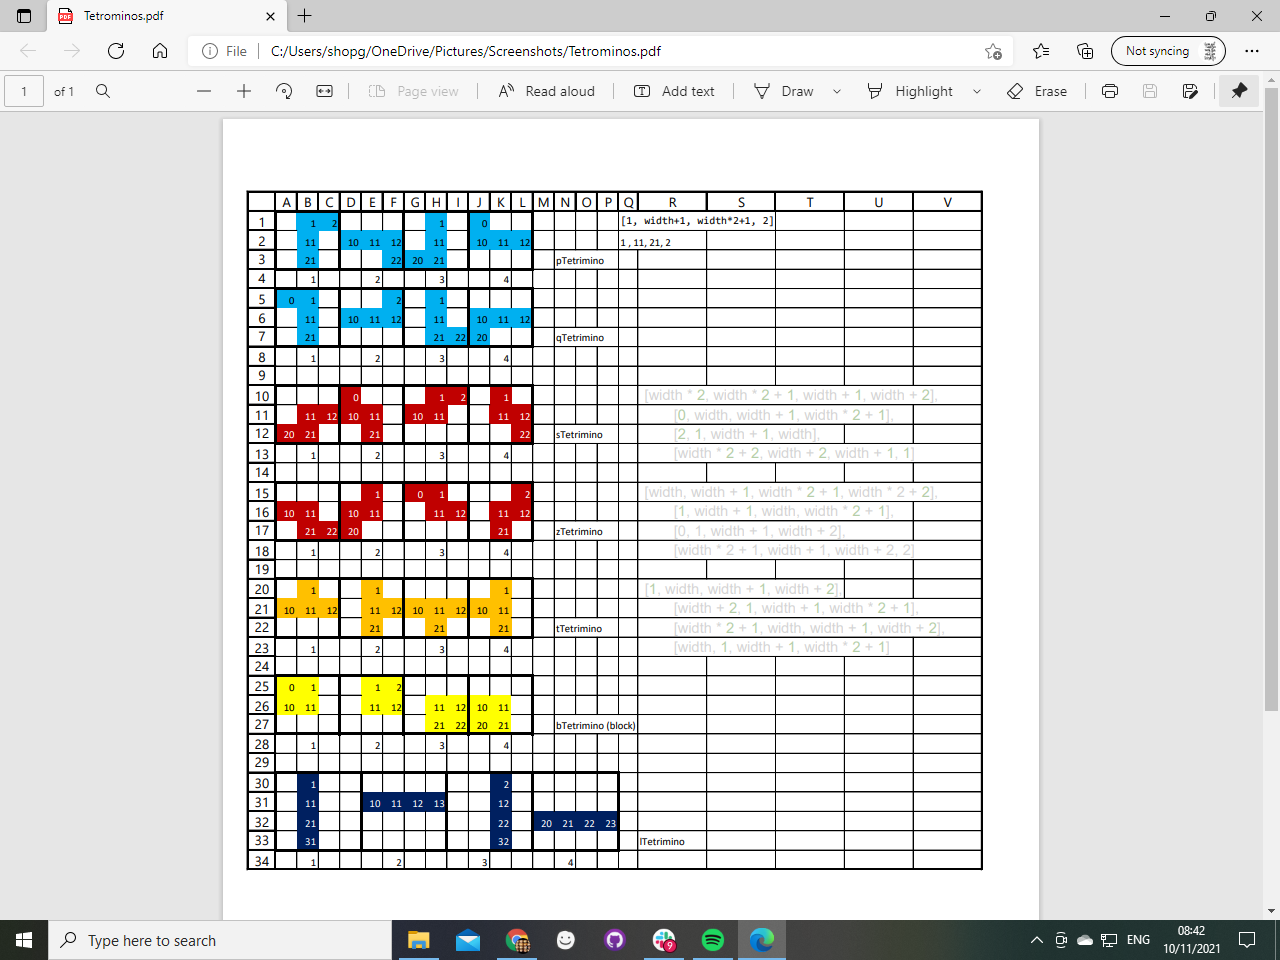 Tetrominos.pdf
File C:/Users/shopg/OneDrive/Pictures/Screenshots/Tetrominos.pdf Not syncing
1 of 1 Page view Read aloud Add text Draw Highlight Erase
A B C D E F G H I J K L M N O P Q R S T U V
1 1 2 1 0 [1, width+1, width*2+1, 2]
2 11 10 11 12 11 10 11 12 1 , 11, 21, 2
3 21 22 20 21 pTetrimino
4 1 2 3 4
5 0 1 2 1
6 11 10 11 12 11 10 11 12
7 21 21 22 20 qTetrimino
8 1 2 3 4
9
10 0 1 2 1 [width * 2, width * 2 + 1, width + 1, width + 2],
11 11 12 10 11 10 11 11 12 [0, width, width + 1, width * 2 + 1],
12 20 21 21 22 sTetrimino [2, 1, width + 1, width],
13 1 2 3 4 [width * 2 + 2, width + 2, width + 1, 1]
14
15 1 0 1 2 [width, width + 1, width * 2 + 1, width * 2 + 2],
16 10 11 10 11 11 12 11 12 [1, width + 1, width, width * 2 + 1],
17 21 22 20 21 zTetrimino [0, 1, width + 1, width + 2],
18 1 2 3 4 [width * 2 + 1, width + 1, width + 2, 2]
19
20 1 1 1 [1, width, width + 1, width + 2],
21 10 11 12 11 12 10 11 12 10 11 [width + 2, 1, width + 1, width * 2 + 1],
22 21 21 21 tTetrimino [width * 2 + 1, width, width + 1, width + 2],
23 1 2 3 4 [width, 1, width + 1, width * 2 + 1]
24
25 0 1 1 2
26 10 11 11 12 11 12 10 11
27 21 22 20 21 bTetrimino (block)
28 1 2 3 4
29
30 1 2
31 11 10 11 12 13 12
32 21 22 20 21 22 23
33 31 32 lTetrimino
34 1 2 3 4
Type here to search 9 ENG 08:42
10/11/2021